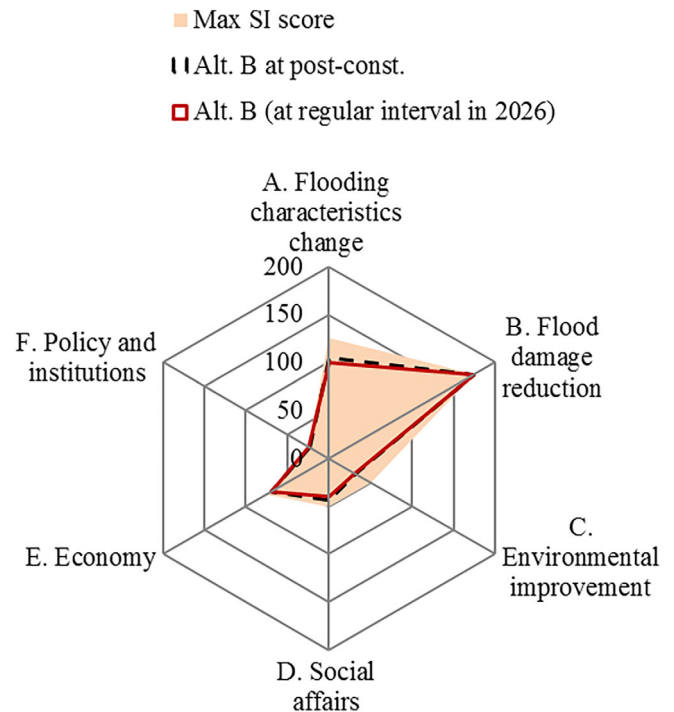 Max SI score
Alt. B at post-const.
Alt. B (at regular interval in 2026)
A. Flooding
characteristics
change
200
150
100
50
0
B. Flood
damage
reduction
C.
Environmental
improvement
D. Social
affairs
E. Economy
F. Policy and
institutions